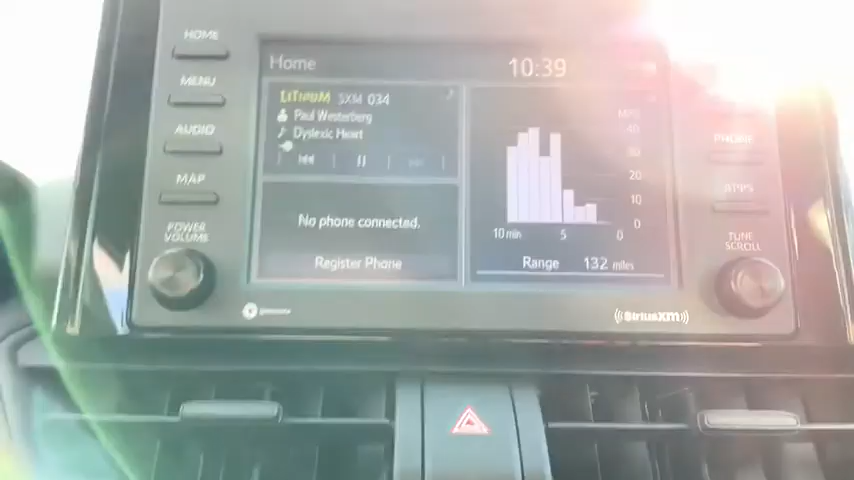 HOME
MENU
AUDIO
MAP
POWER
VOLUME
Home
10:39
LITHIUM SXM 034
Paul Westerberg
Dyslexic Heart
No phone connected.
Register Phone
MPG
40
30
20
10
0
10 min 5 0
Range 132 miles
PHONE
APPS
TUNE
SCROLL
SiriusXM